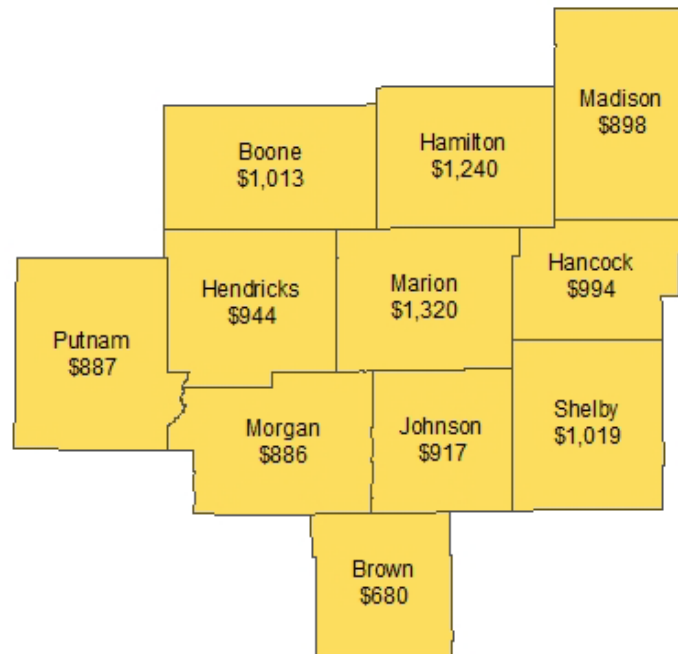 Madison
$898
Hamilton
$1,240
Boone
$1,013
Hancock
$994
Marion
$1,320
Hendricks
$944
Putnam
$887
Shelby
$1,019
Johnson
$917
Morgan
$886
Brown
$680